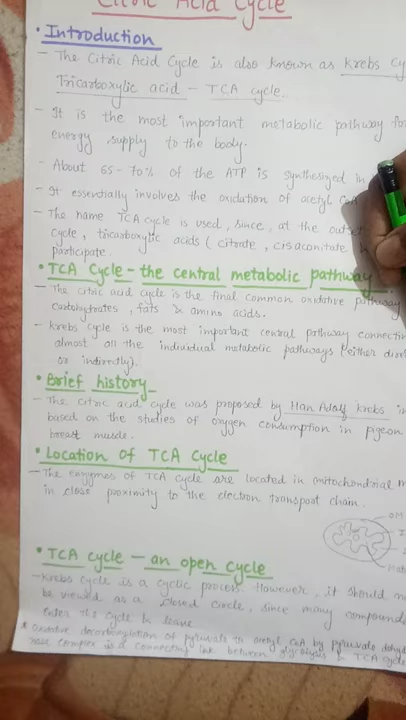 Citric Acid Cycle
• Introduction
- The Citric Acid Cycle is also known as krebs Cy
Tricarboxylic acid - TCA cycle.
- It is the most important metabolic pathway for
energy supply to the body.
- About 65-70% of the ATP is synthesized in
- It essentially involves the oxidation of acetyl CoA
- The name TCA cycle is used, since, at the
cycle, tricarboxylic acids (citrate, cis aconitate
participate.
• TCA Cycle - the central metabolic pathway
- The citric acid cycle is the final common oxidative pathway
carbohydrates, fats & amino acids.
- Krebs cycle is the most important central pathway connectin
almost all the individual metabolic pathways (either dire
or indirectly).
• Brief history
- The citric acid cycle was proposed by Han Adolf krebs in
based on the studies of oxygen consumption in pigeon
breast muscle.
• Location of TCA Cycle
- The enzymes of TCA cycle are located in mitochondrial m
in close proximity to the electron transport chain.
OM
Mat
• TCA cycle - an open cycle
- Krebs cycle is a cyclic process. However, it should n
be viewed as a closed circle, since many compound
enter the cycle & leave
* Oxidative decarboxylation of pyruvate to acetyl CoA by pyruvate dehyd
complex is a connecting link between glycolysis & TCA cycle